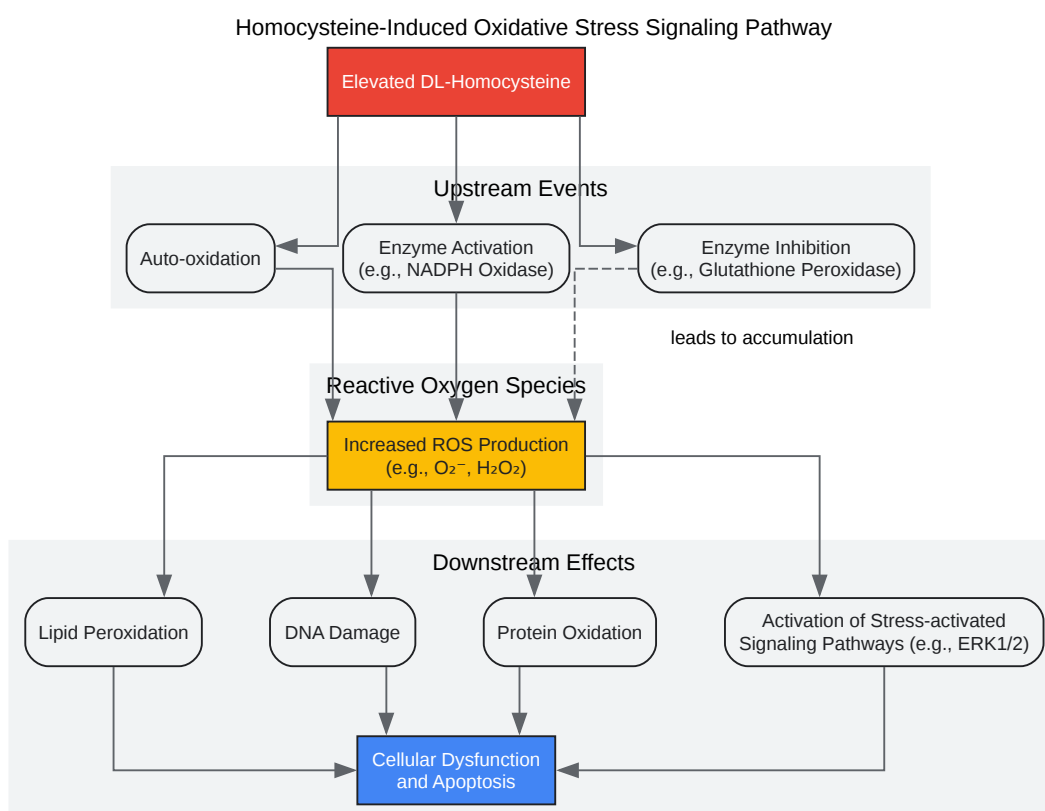 Homocysteine-Induced Oxidative Stress Signaling Pathway
Elevated DL-Homocysteine
Upstream Events
Auto-oxidation
Enzyme Activation
(e.g., NADPH Oxidase)
Enzyme Inhibition
(e.g., Glutathione Peroxidase)
leads to accumulation
Reactive Oxygen Species
Increased ROS Production
(e.g., O₂⁻, H₂O₂)
Downstream Effects
Lipid Peroxidation
DNA Damage
Protein Oxidation
Activation of Stress-activated
Signaling Pathways (e.g., ERK1/2)
Cellular Dysfunction
and Apoptosis